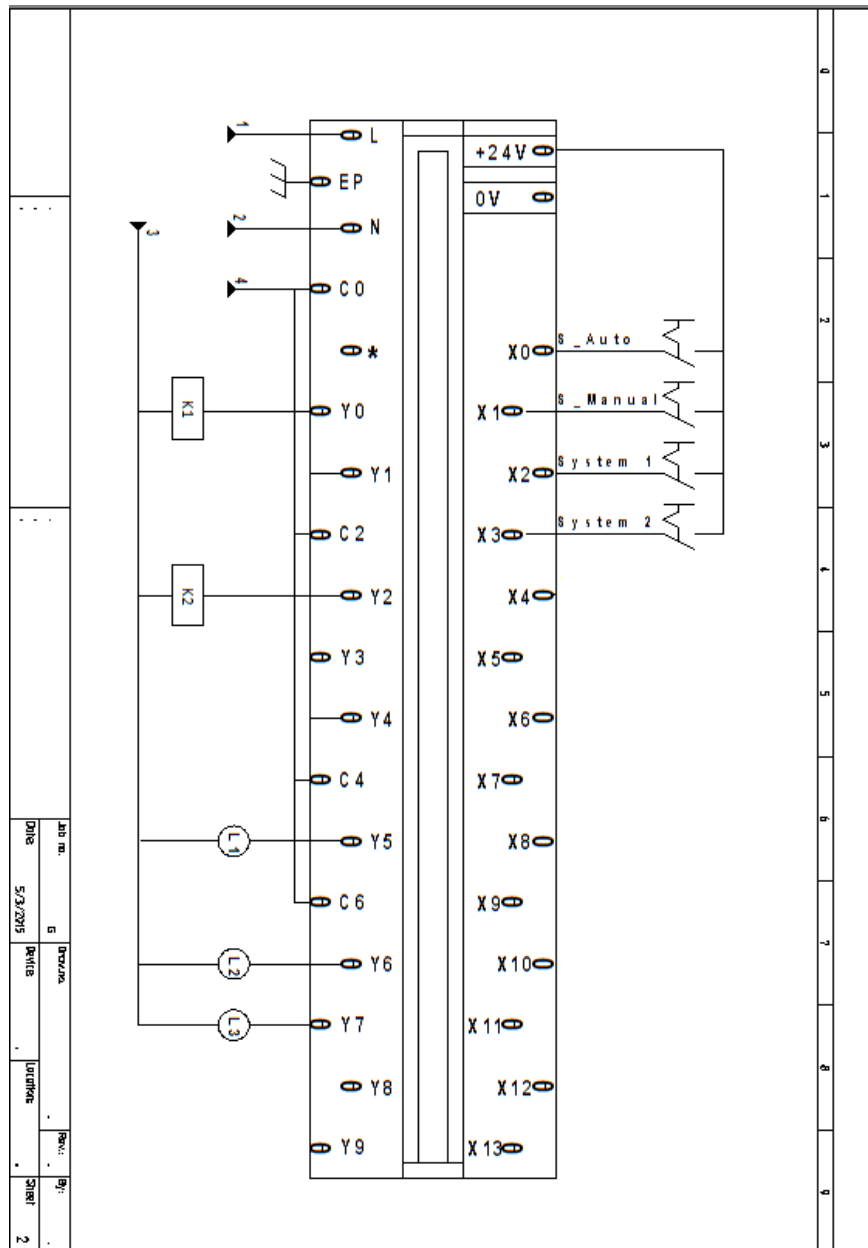 0
1
2
3
4
5
6
7
8
9
1
L
EP
2
N
3
4
C0
*
Y0
K1
Y1
C2
Y2
K2
Y3
Y4
C4
Y5
L1
C6
Y6
L2
Y7
L3
Y8
Y9
+24V
0V
X0
S_Auto
X1
S_Manual
X2
System 1
X3
System 2
X4
X5
X6
X7
X8
X9
X10
X11
X12
X13
Job no.
6
Drawing
Rev.:
By:
Date
5/3/2015
Device
Locations
Sheet
2